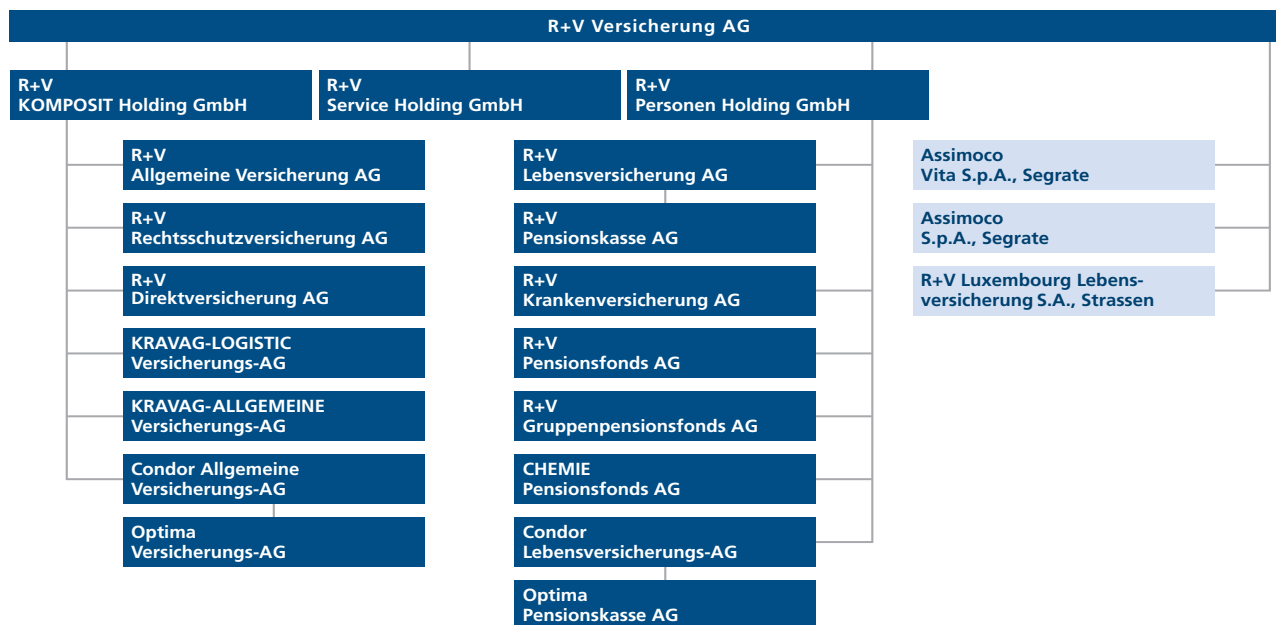 R+V Versicherung AG
R+V
KOMPOSIT Holding GmbH
R+V
Service Holding GmbH
R+V
Personen Holding GmbH
R+V
Allgemeine Versicherung AG
R+V
Rechtsschutzversicherung AG
R+V
Direktversicherung AG
KRAVAG-LOGISTIC
Versicherungs-AG
KRAVAG-ALLGEMEINE
Versicherungs-AG
Condor Allgemeine
Versicherungs-AG
Optima
Versicherungs-AG
R+V
Lebensversicherung AG
R+V
Pensionskasse AG
R+V
Krankenversicherung AG
R+V
Pensionsfonds AG
R+V
Gruppenpensionsfonds AG
CHEMIE
Pensionsfonds AG
Condor
Lebensversicherungs-AG
Optima
Pensionskasse AG
Assimoco
Vita S.p.A., Segrate
Assimoco
S.p.A., Segrate
R+V Luxembourg Lebens-
versicherung S.A., Strassen